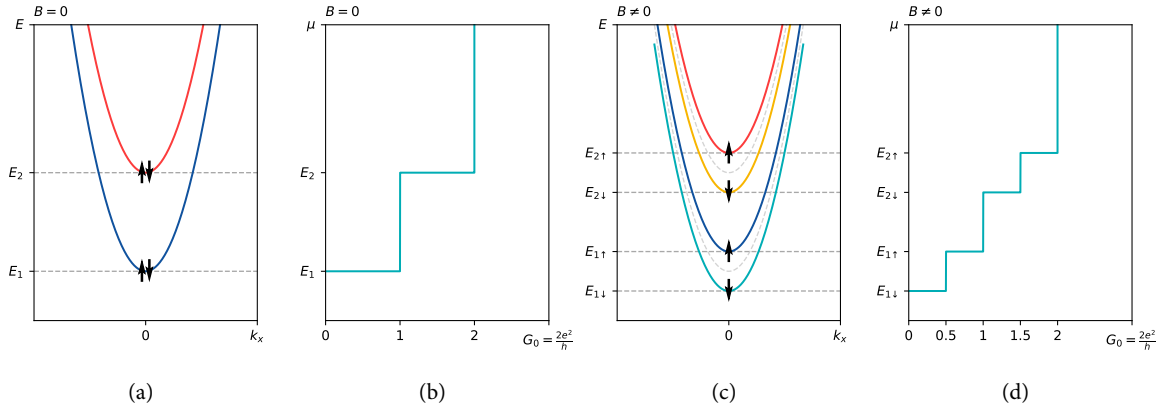 B = 0
E
E₂
E₁
0
kₓ
(a)
B = 0
μ
E₂
E₁
0
1
2
G₀ = 2e²/h
(b)
B ≠ 0
E
E₂↑
E₂↓
E₁↑
E₁↓
0
kₓ
(c)
B ≠ 0
μ
E₂↑
E₂↓
E₁↑
E₁↓
0
0.5
1
1.5
2
G₀ = 2e²/h
(d)